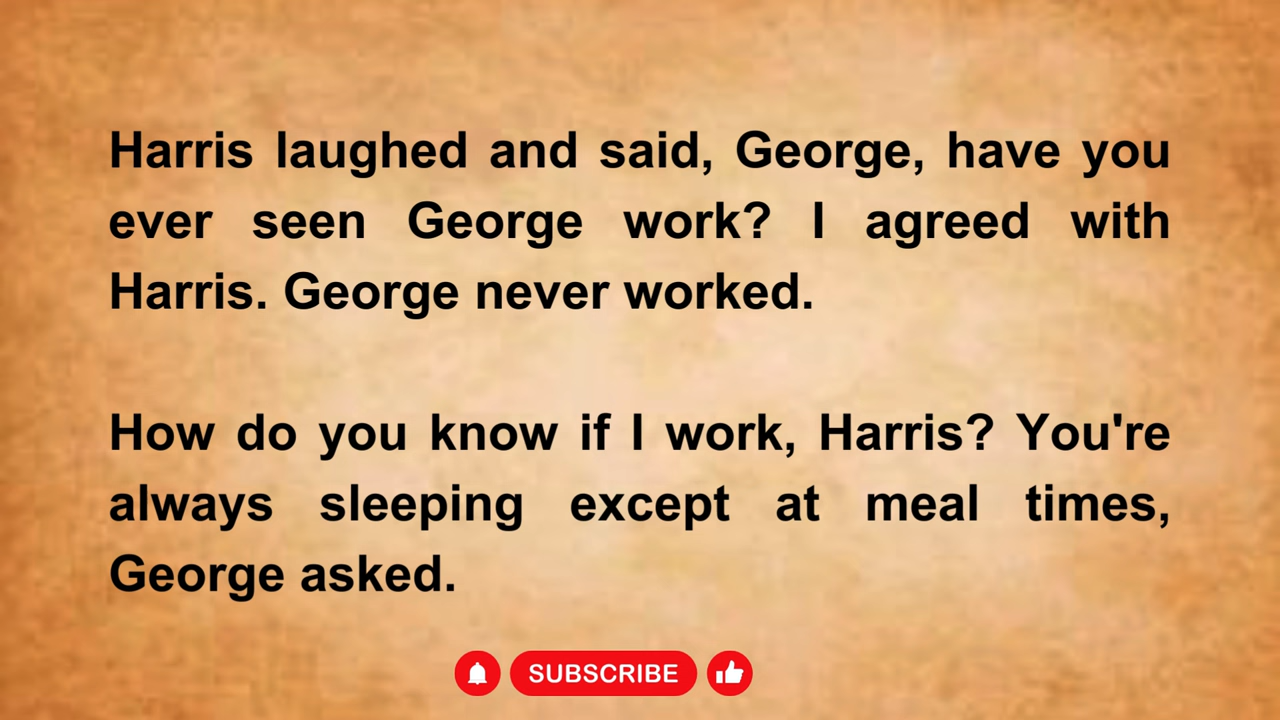 Harris laughed and said, George, have you
ever seen George work? I agreed with
Harris. George never worked.
How do you know if I work, Harris? You're
always sleeping except at meal times,
George asked.
SUBSCRIBE